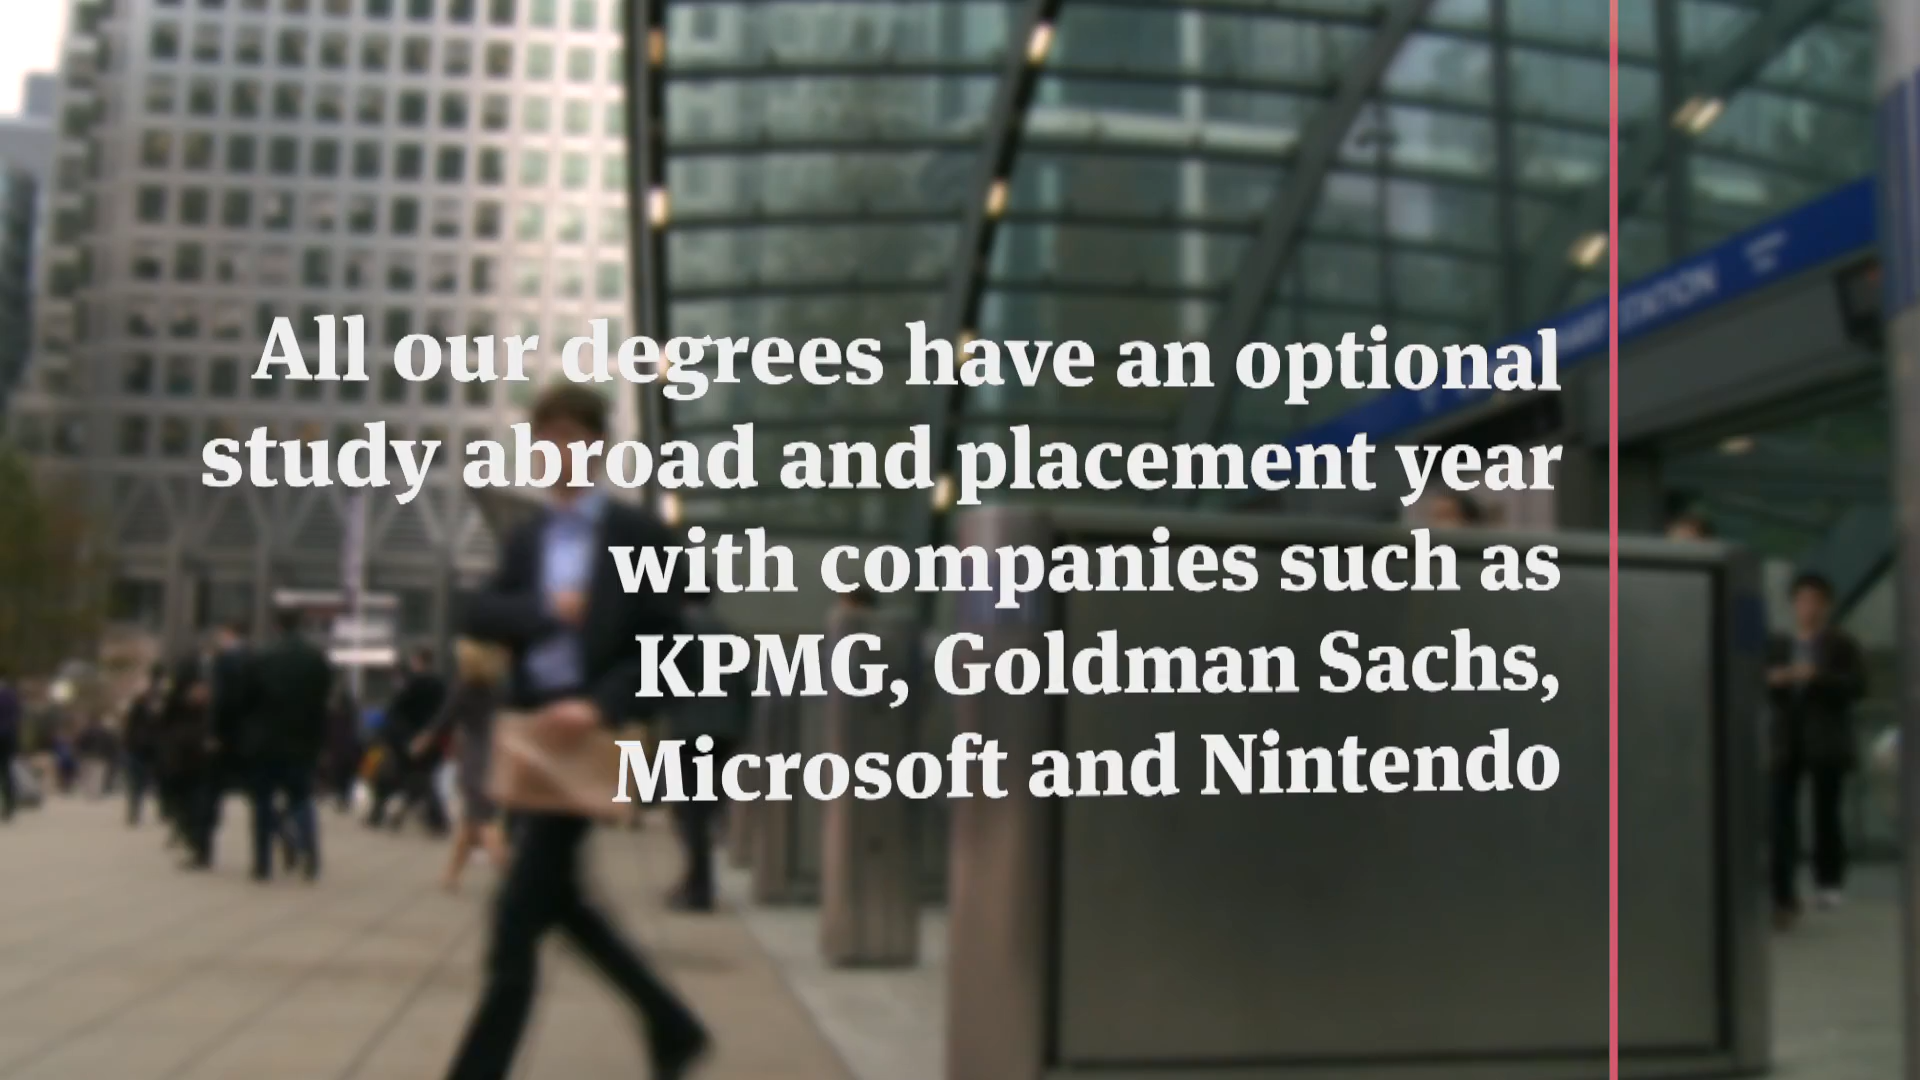 All our degrees have an optional
study abroad and placement year
with companies such as
KPMG, Goldman Sachs,
Microsoft and Nintendo
STATION